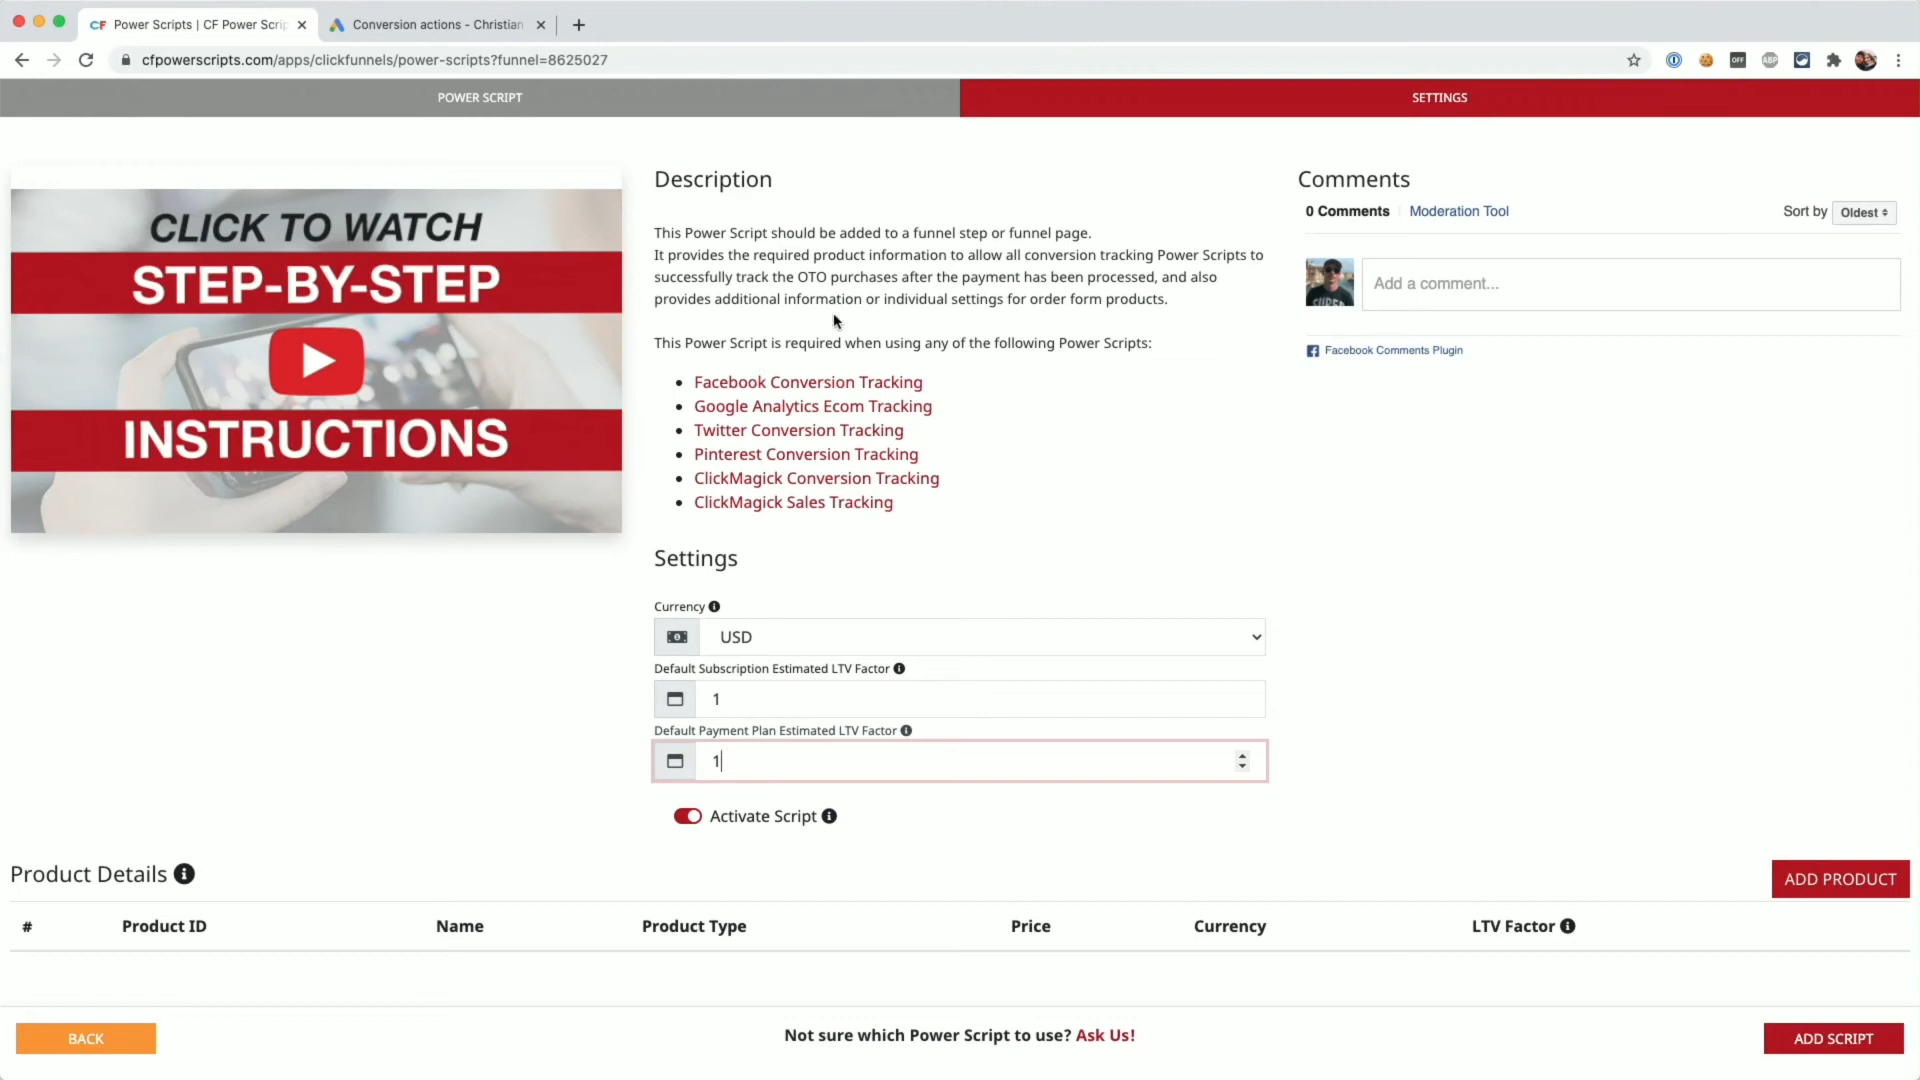 Power Scripts | CF Power Scrip
Conversion actions - Christian
cfpowerscripts.com/apps/clickfunnels/power-scripts?funnel=8625027
OFF
ABP
POWER SCRIPT
SETTINGS
CLICK TO WATCH
STEP-BY-STEP
INSTRUCTIONS
Description
This Power Script should be added to a funnel step or funnel page.
It provides the required product information to allow all conversion tracking Power Scripts to
successfully track the OTO purchases after the payment has been processed, and also
provides additional information or individual settings for order form products.
This Power Script is required when using any of the following Power Scripts:
Facebook Conversion Tracking
Google Analytics Ecom Tracking
Twitter Conversion Tracking
Pinterest Conversion Tracking
ClickMagick Conversion Tracking
ClickMagick Sales Tracking
Comments
0 Comments
Moderation Tool
Sort by
Oldest
Add a comment...
Facebook Comments Plugin
Settings
Currency
USD
Default Subscription Estimated LTV Factor
1
Default Payment Plan Estimated LTV Factor
1
Activate Script
Product Details
ADD PRODUCT
# Product ID Name Product Type Price Currency LTV Factor
BACK
Not sure which Power Script to use? Ask Us!
ADD SCRIPT